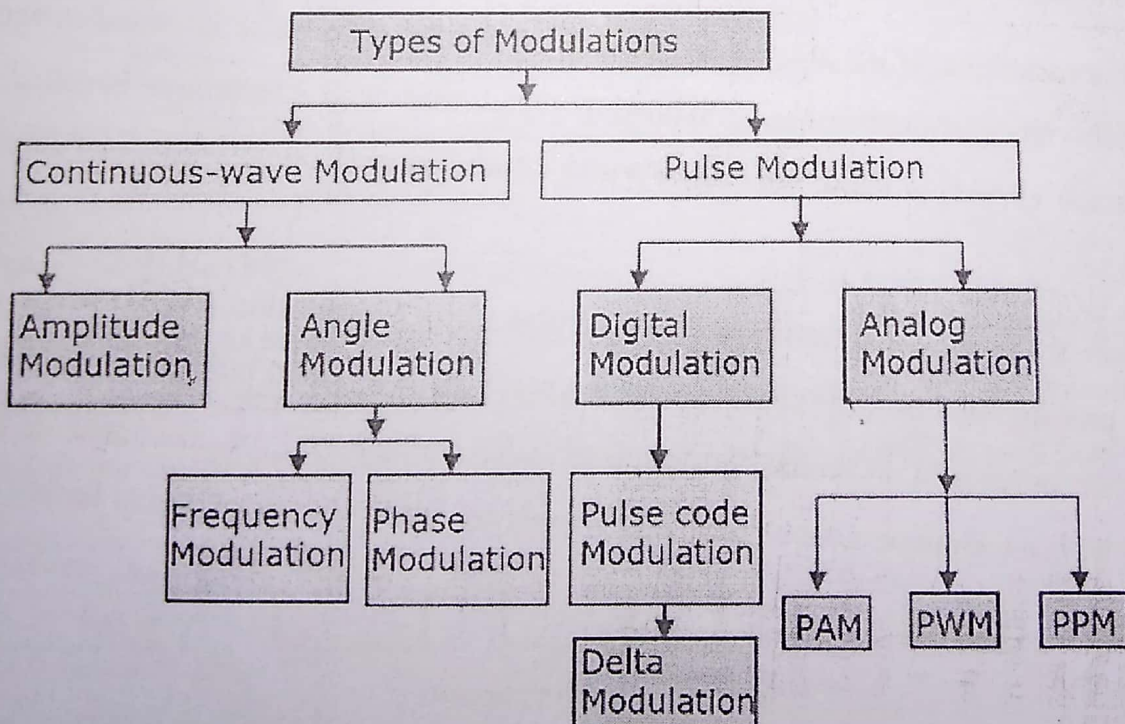 Types of Modulations
Continuous-wave Modulation
Pulse Modulation
Amplitude
Modulation
Angle
Modulation
Digital
Modulation
Analog
Modulation
Frequency
Modulation
Phase
Modulation
Pulse code
Modulation
PAM
PWM
PPM
Delta
Modulation